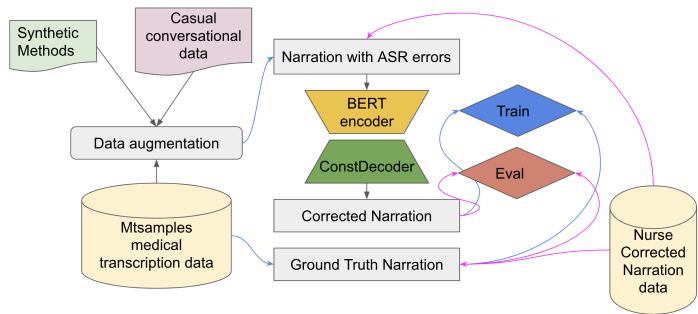 Synthetic
Methods
Casual
conversational
data
Narration with ASR errors
BERT
encoder
Train
Data augmentation
ConstDecoder
Eval
Mtsamples
medical
transcription data
Corrected Narration
Ground Truth Narration
Nurse
Corrected
Narration
data